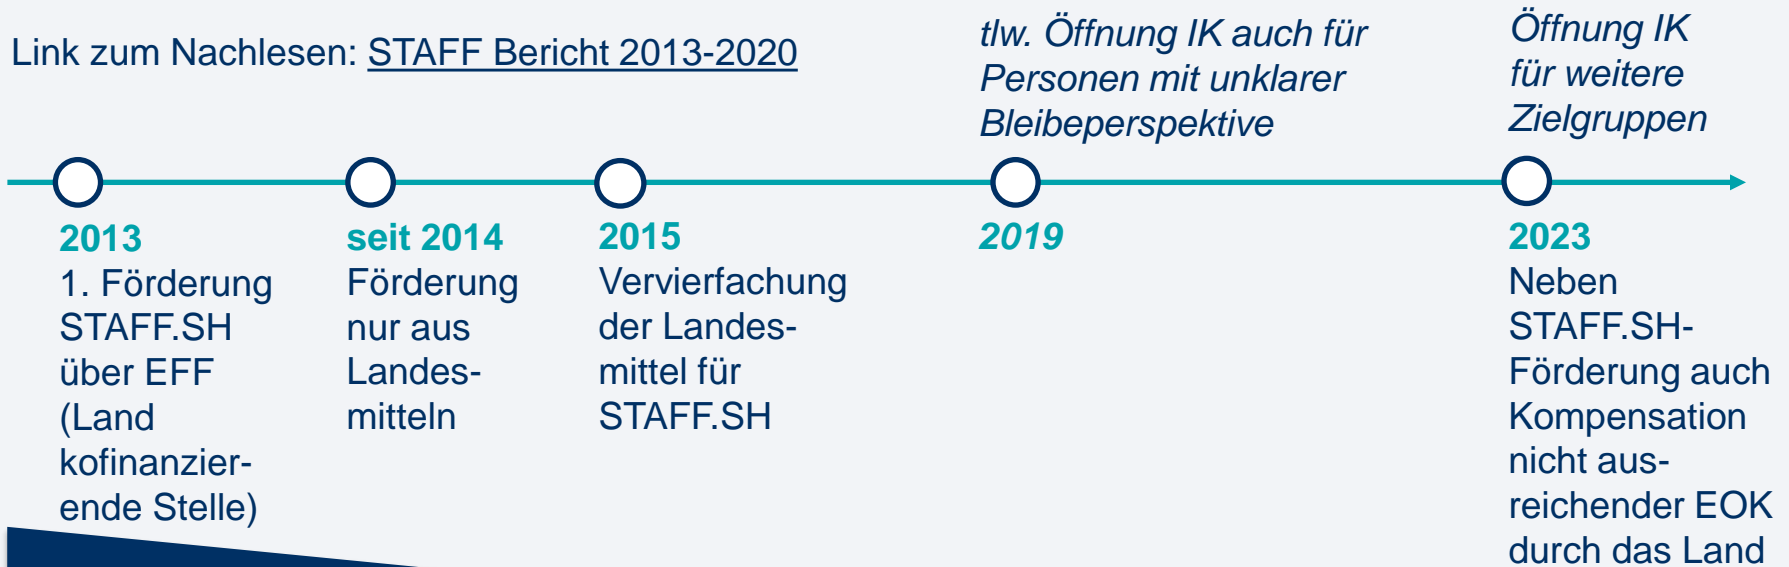 Link zum Nachlesen: STAFF Bericht 2013-2020
tlw. Öffnung IK auch für
Personen mit unklarer
Bleibeperspektive
Öffnung IK
für weitere
Zielgruppen
2013
1. Förderung
STAFF.SH
über EFF
(Land
kofinanzier-
ende Stelle)
seit 2014
Förderung
nur aus
Landes-
mitteln
2015
Vervierfachung
der Landes-
mittel für
STAFF.SH
2019
2023
Neben
STAFF.SH-
Förderung auch
Kompensation
nicht aus-
reichender EOK
durch das Land